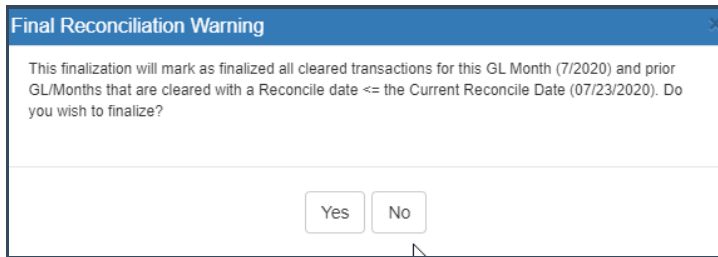 Final Reconciliation Warning
This finalization will mark as finalized all cleared transactions for this GL Month (7/2020) and prior
GL/Months that are cleared with a Reconcile date <= the Current Reconcile Date (07/23/2020). Do
you wish to finalize?
Yes No